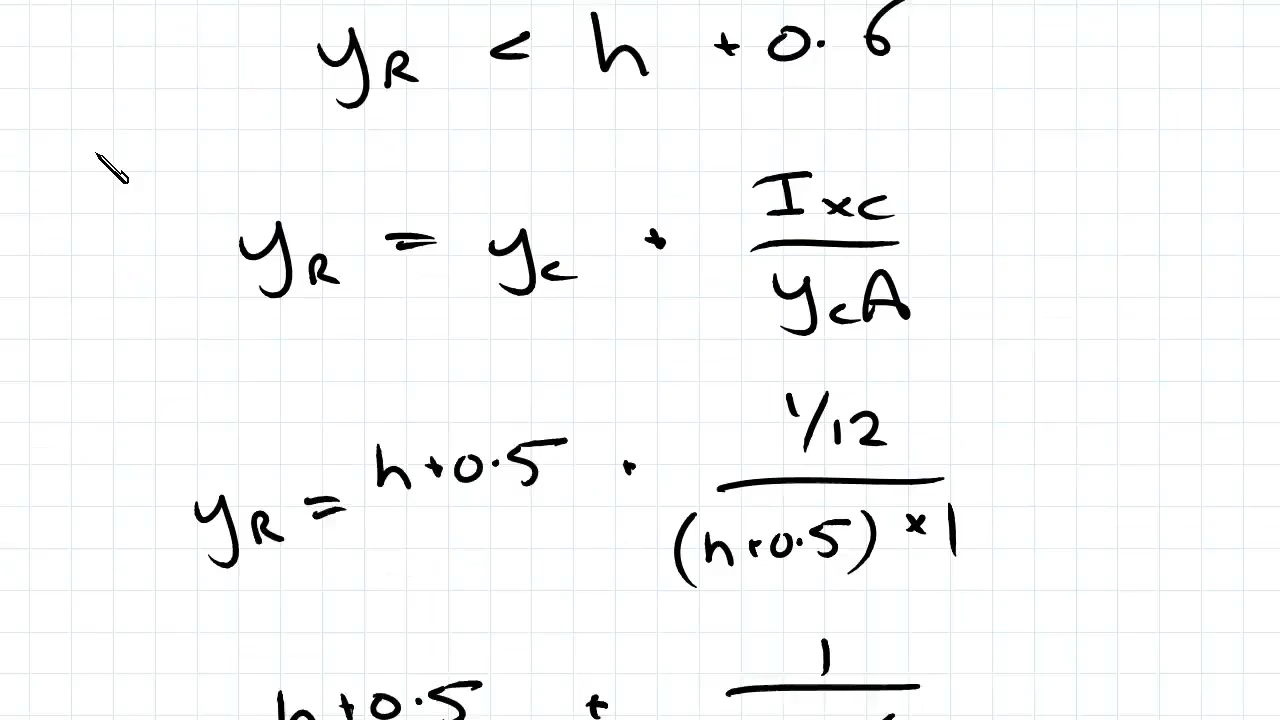 yR < h + 0.6
yR = yc + Ixc / ycA
yR = h+0.5 + 1/12 / (h+0.5) × 1
h+0.5 + 1